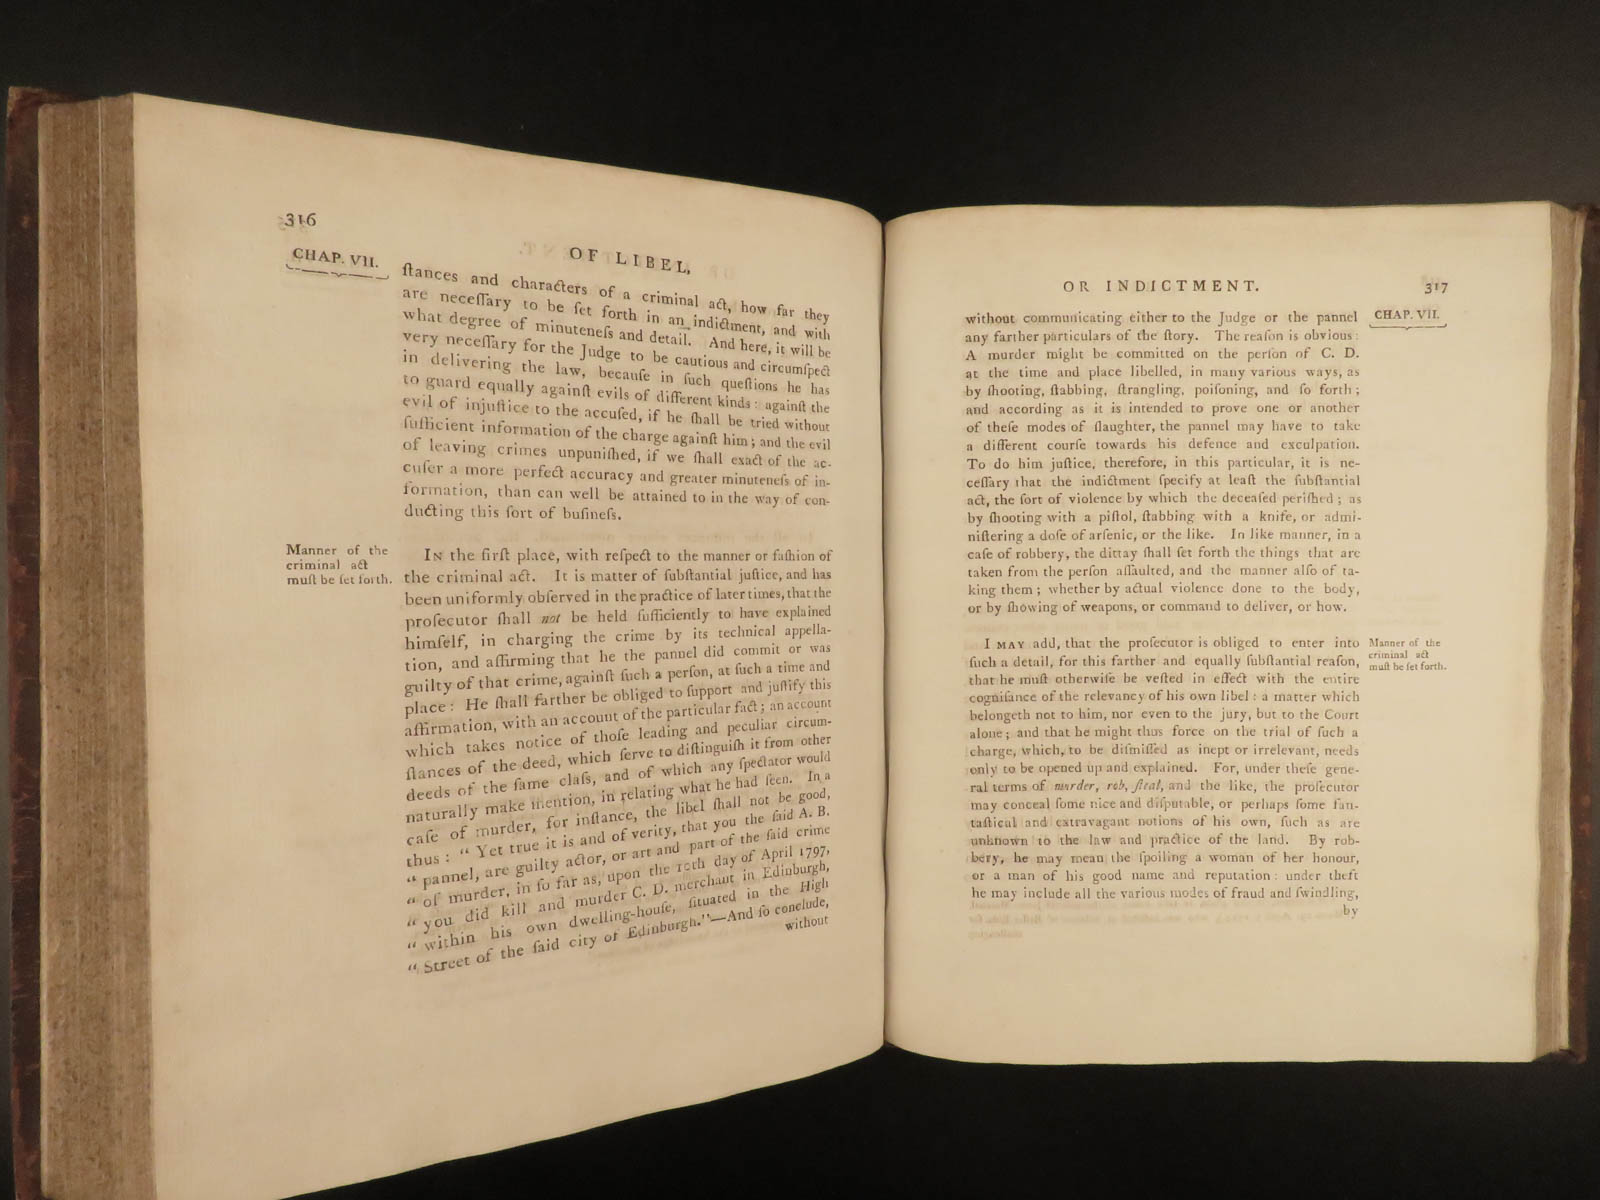 316
OF LIBEL,
CHAP. VII.
ſtances and characters of a criminal act, how far they
are neceſſary to be ſet forth in an indictment, and with
what degree of minuteneſs and detail. And here, it will be
very neceſſary for the Judge to be cautious and circumſpect
in delivering the law, becauſe in ſuch queſtions he has
to guard equally againſt evils of different kinds: againſt the
evil of injuſtice to the accuſed, if he ſhall be tried without
ſufficient information of the charge againſt him; and the evil
of leaving crimes unpuniſhed, if we ſhall exact of the ac-
cuſer a more perfect accuracy and greater minuteneſs of in-
formation, than can well be attained to in the way of con-
ducting this ſort of buſineſs.
Manner of the
criminal act
muſt be ſet forth.
IN the firſt place, with reſpect to the manner or faſhion of
the criminal act. It is matter of ſubſtantial juſtice, and has
been uniformly obſerved in the practice of later times, that the
proſecutor ſhall not be held ſufficiently to have explained
himſelf, in charging the crime by its technical appella-
tion, and affirming that he the pannel did commit or was
guilty of that crime, againſt ſuch a perſon, at ſuch a time and
place: He ſhall farther be obliged to ſupport and juſtify this
affirmation, with an account of the particular fact; an account
which takes notice of thoſe leading and peculiar circum-
ſtances of the deed, which ſerve to diſtinguiſh it from other
deeds of the ſame claſs, and of which any ſpectator would
naturally make mention, in relating what he had ſeen. In a
caſe of murder, for inſtance, the libel ſhall not be good,
thus: "Yet true it is and of verity, that you the ſaid A. B.
" pannel, are guilty actor, or art and part of the ſaid crime
" of murder, in ſo far as, upon the 10th day of April 1797,
" you did kill and murder C. D. merchant in Edinburgh,
" within his own dwelling-houſe, ſituated in the High
" Street of the ſaid city of Edinburgh."—And ſo conclude,
without
OR INDICTMENT.
317
CHAP. VII.
without communicating either to the Judge or the pannel
any farther particulars of the ſtory. The reaſon is obvious:
A murder might be committed on the perſon of C. D.
at the time and place libelled, in many various ways, as
by ſhooting, ſtabbing, ſtrangling, poiſoning, and ſo forth;
and according as it is intended to prove one or another
of theſe modes of ſlaughter, the pannel may have to take
a different courſe towards his defence and exculpation.
To do him juſtice, therefore, in this particular, it is ne-
ceſſary that the indictment ſpecify at leaſt the ſubſtantial
act, the ſort of violence by which the deceaſed periſhed; as
by ſhooting with a piſtol, ſtabbing with a knife, or admi-
niſtering a doſe of arſenic, or the like. In like manner, in a
caſe of robbery, the dittay ſhall ſet forth the things that are
taken from the perſon aſſaulted, and the manner alſo of ta-
king them; whether by actual violence done to the body,
or by ſhowing of weapons, or command to deliver, or how.
I MAY add, that the proſecutor is obliged to enter into
ſuch a detail, for this farther and equally ſubſtantial reaſon,
that he muſt otherwiſe be veſted in effect with the entire
cogniſance of the relevancy of his own libel: a matter which
belongeth not to him, nor even to the jury, but to the Court
alone; and that he might thus force on the trial of ſuch a
charge, which, to be diſmiſſed as inept or irrelevant, needs
only to be opened up and explained. For, under theſe gene-
ral terms of murder, rob, ſteal, and the like, the proſecutor
may conceal ſome nice and diſputable, or perhaps ſome fan-
taſtical and extravagant notions of his own, ſuch as are
unknown to the law and practice of the land. By rob-
bery, he may mean the ſpoiling a woman of her honour,
or a man of his good name and reputation: under theft
he may include all the various modes of fraud and ſwindling,
by
Manner of the
criminal act
muſt be ſet forth.